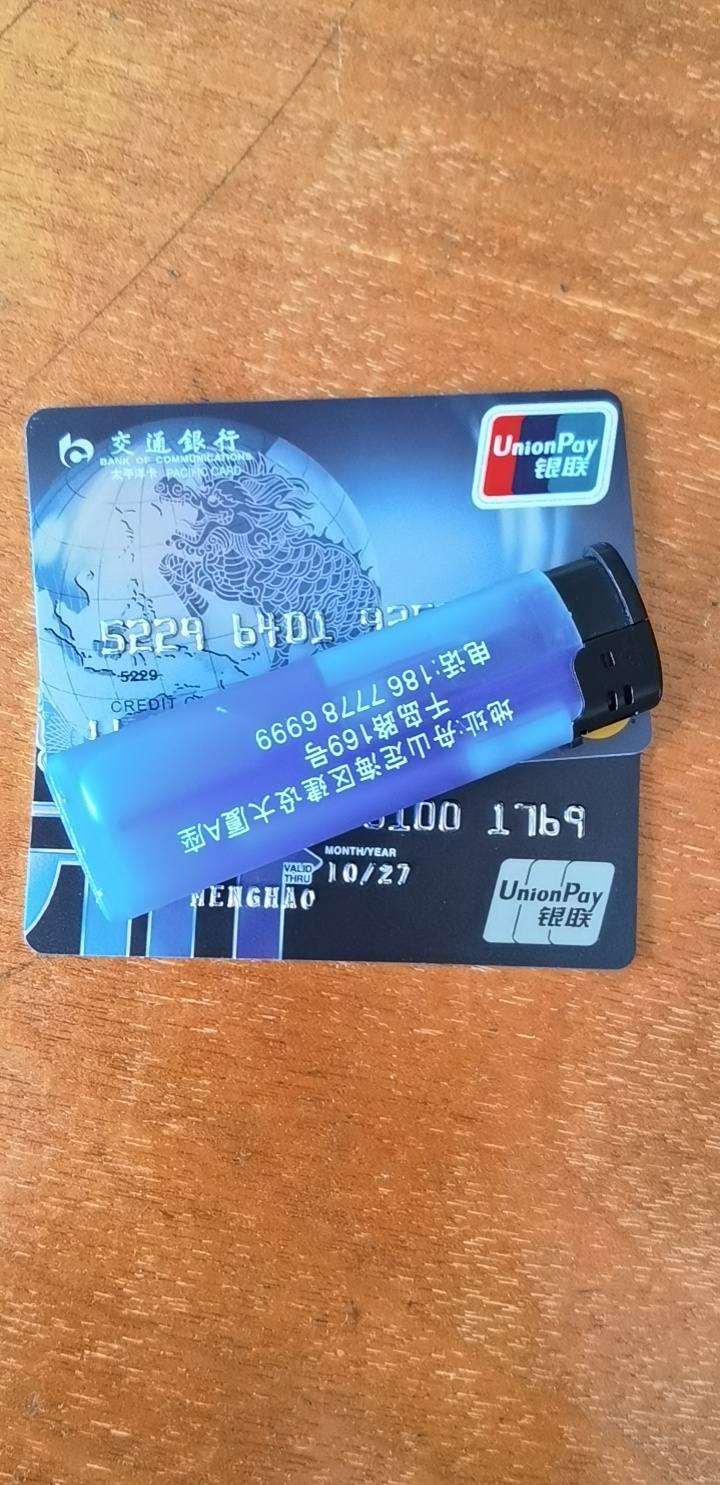 交通銀行
BANK OF COMMUNICATIONS
太平洋卡 PACIFIC CARD
UnionPay
银联
5229 6401
5229
CREDIT
电话:186 7778 6999
地址:舟山定海区建设大厦A座
千岛路169号
0100 1769
MONTH/YEAR
VALID
THRU
10/27
MENGHAO
UnionPay
银联